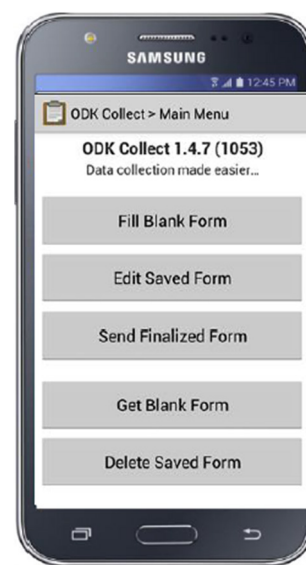 SAMSUNG
12:45 PM
ODK Collect > Main Menu
ODK Collect 1.4.7 (1053)
Data collection made easier...
Fill Blank Form
Edit Saved Form
Send Finalized Form
Get Blank Form
Delete Saved Form